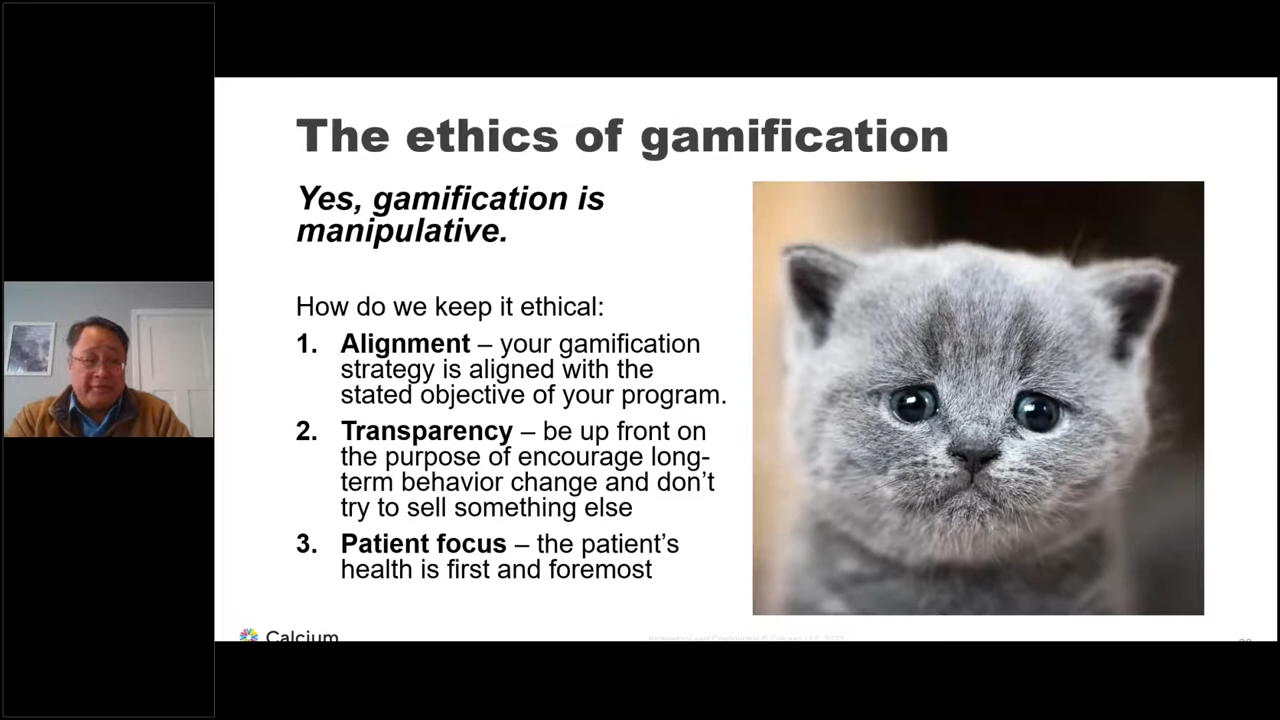 The ethics of gamification
Yes, gamification is
manipulative.
How do we keep it ethical:
1. Alignment – your gamification
strategy is aligned with the
stated objective of your program.
2. Transparency – be up front on
the purpose of encourage long-
term behavior change and don’t
try to sell something else
3. Patient focus – the patient’s
health is first and foremost
Calcium